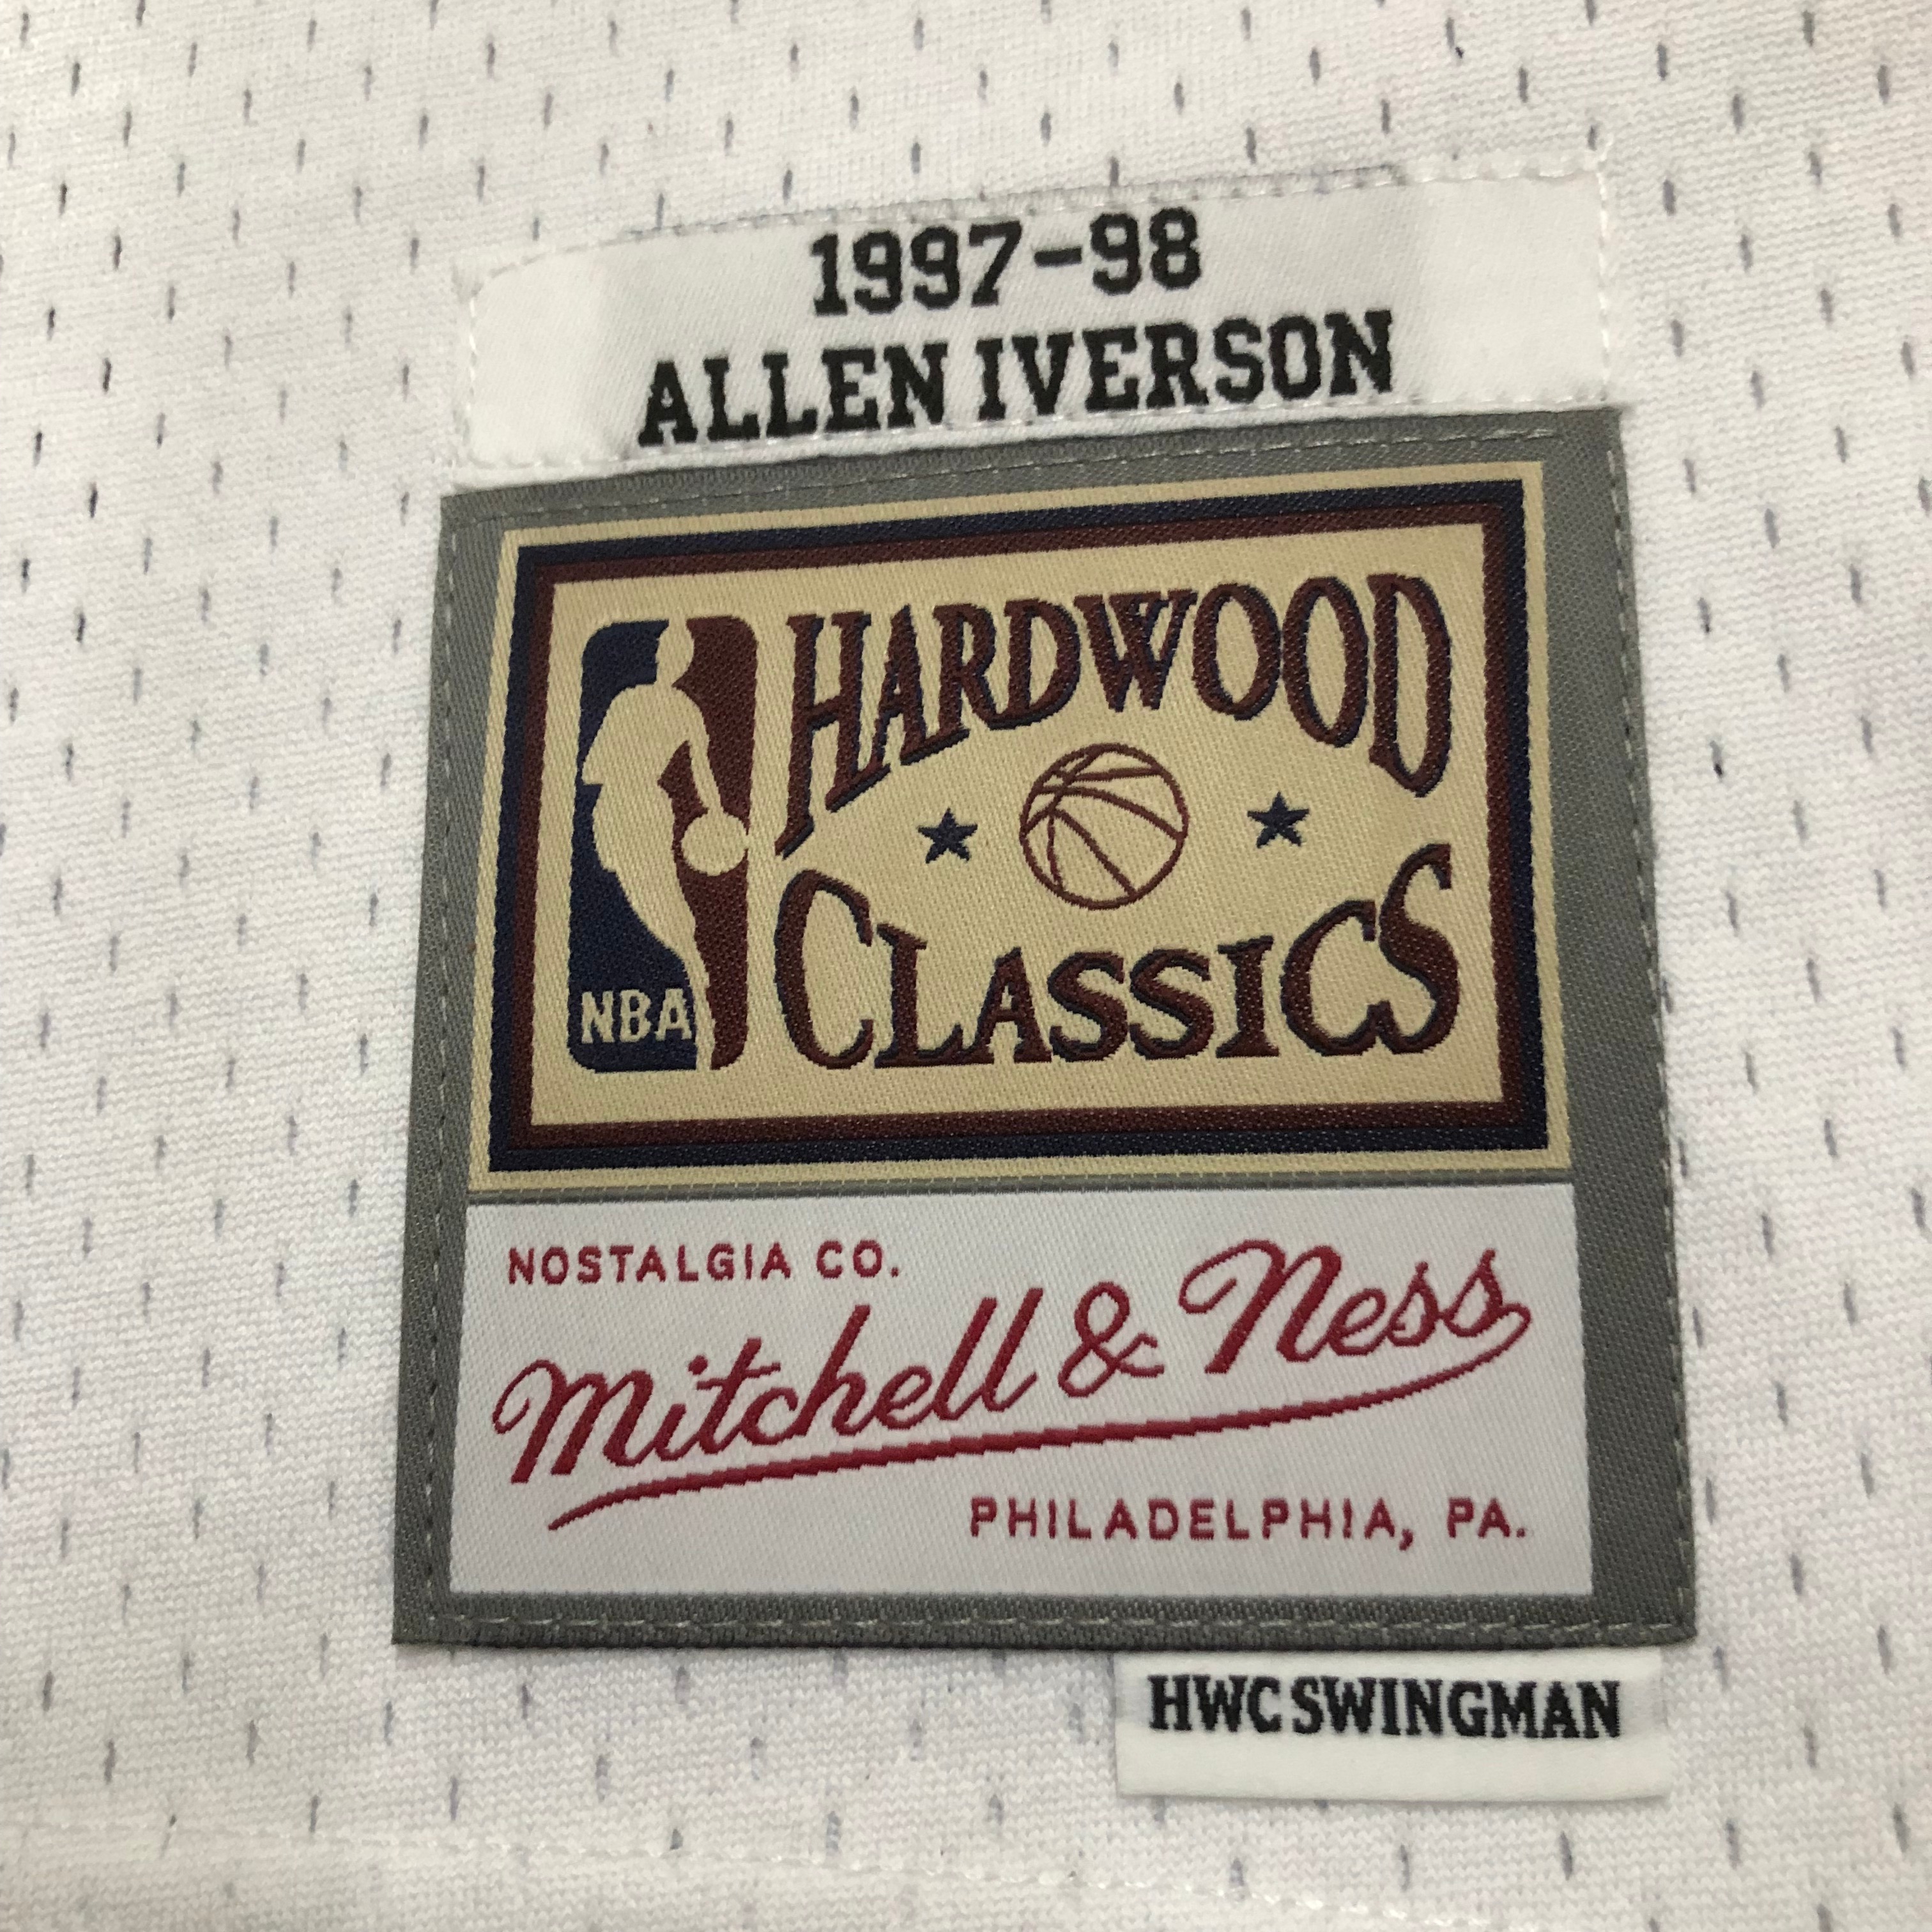 1997-98
ALLEN IVERSON
HARDWOOD
CLASSICS
NBA
NOSTALGIA CO.
Mitchell & Ness
PHILADELPHIA, PA.
HWC SWINGMAN